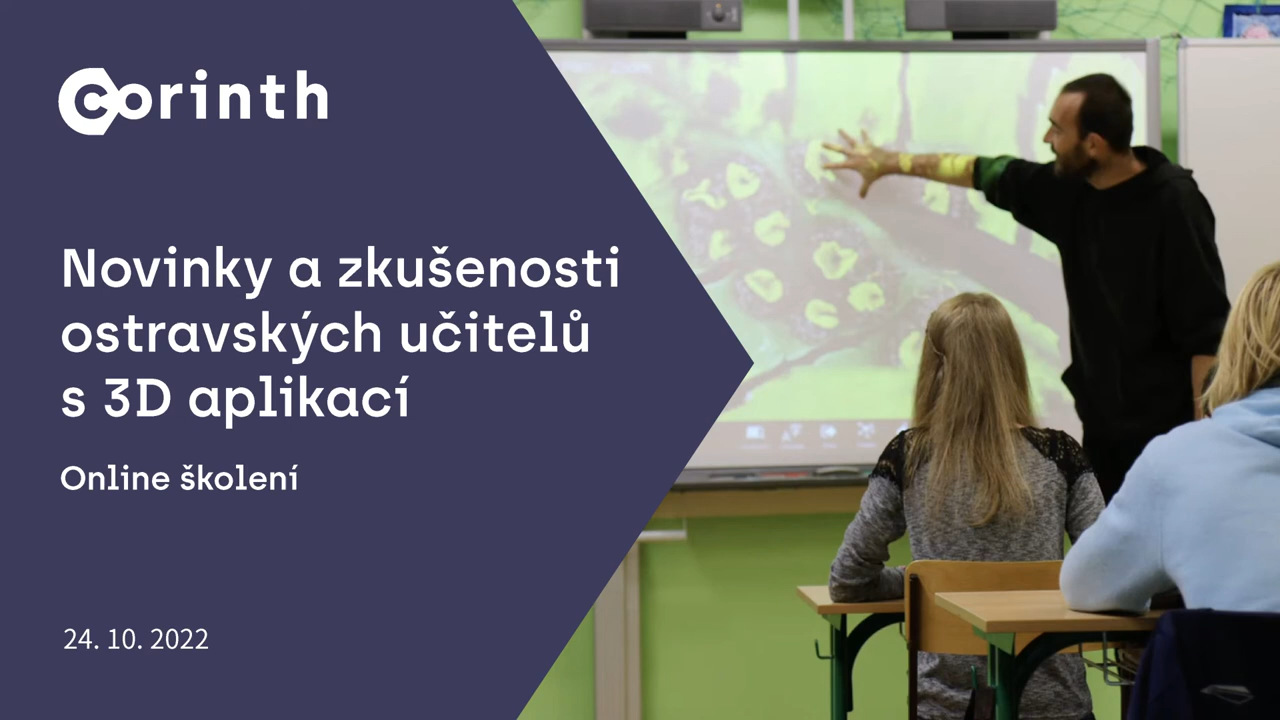 corinth
Novinky a zkušenosti
ostravských učitelů
s 3D aplikací
Online školení
24. 10. 2022